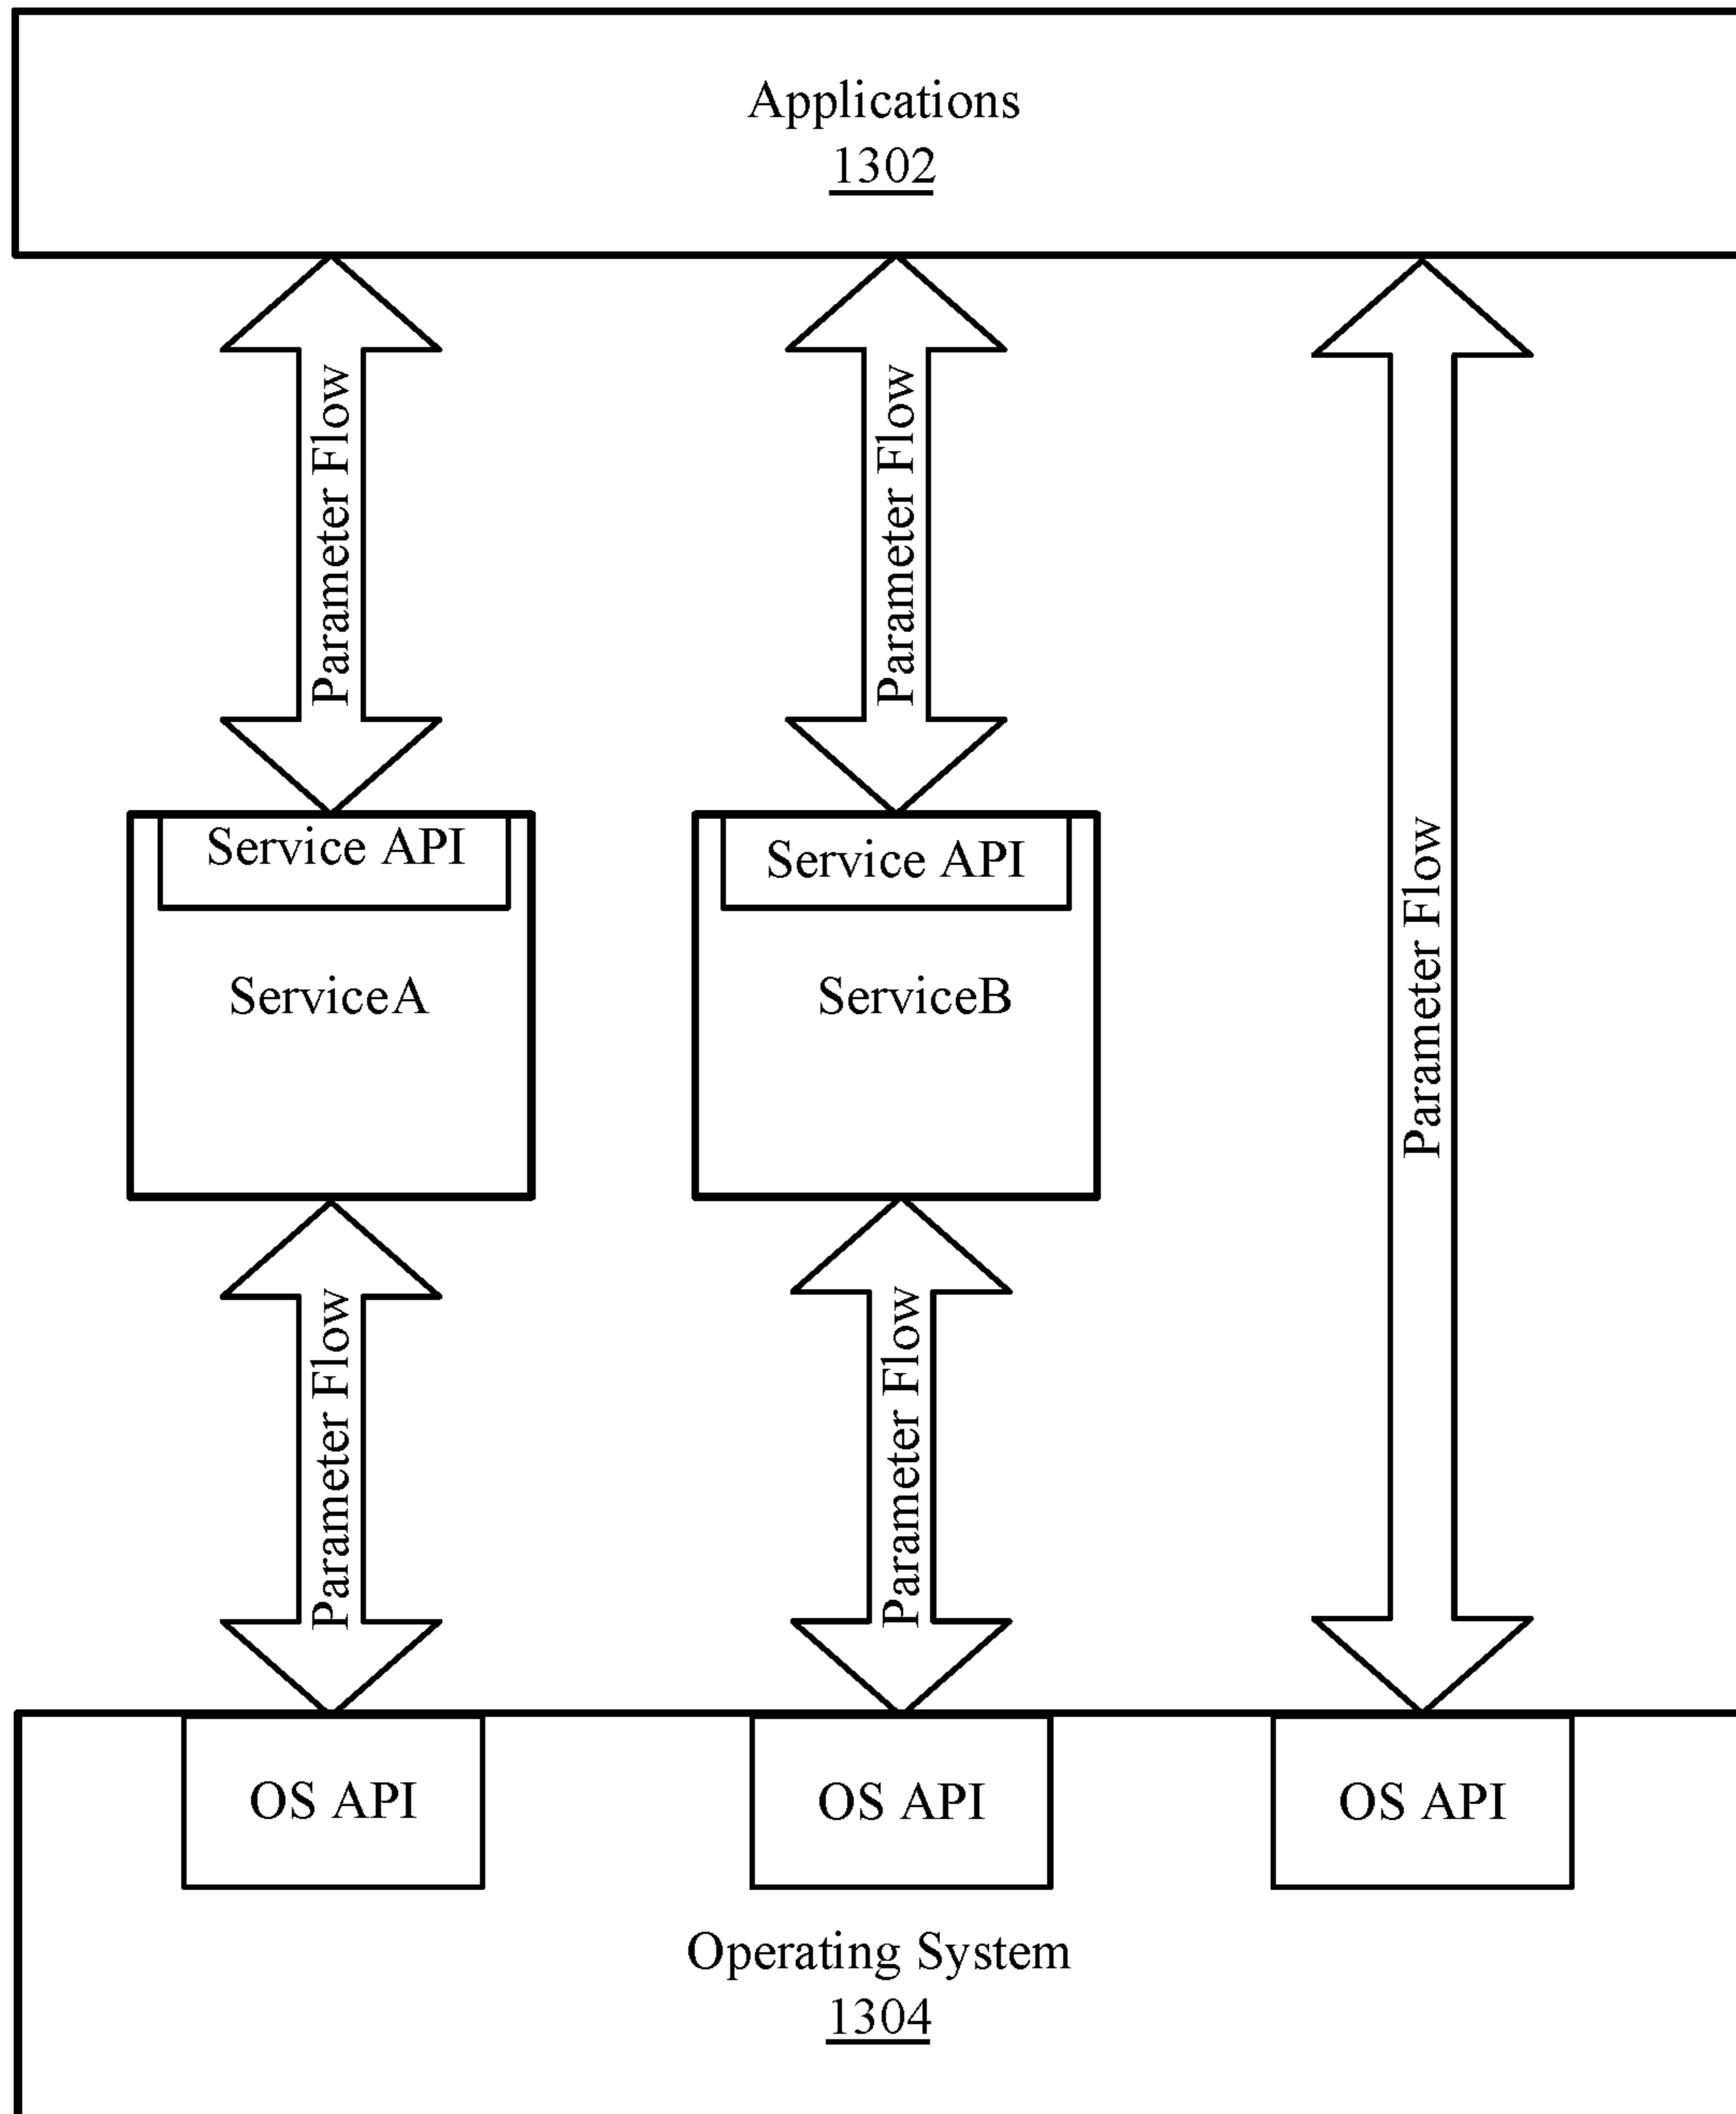 Applications
1302
Parameter Flow
Parameter Flow
Parameter Flow
Service API
Service API
ServiceA
ServiceB
Parameter Flow
Parameter Flow
OS API
OS API
OS API
Operating System
1304